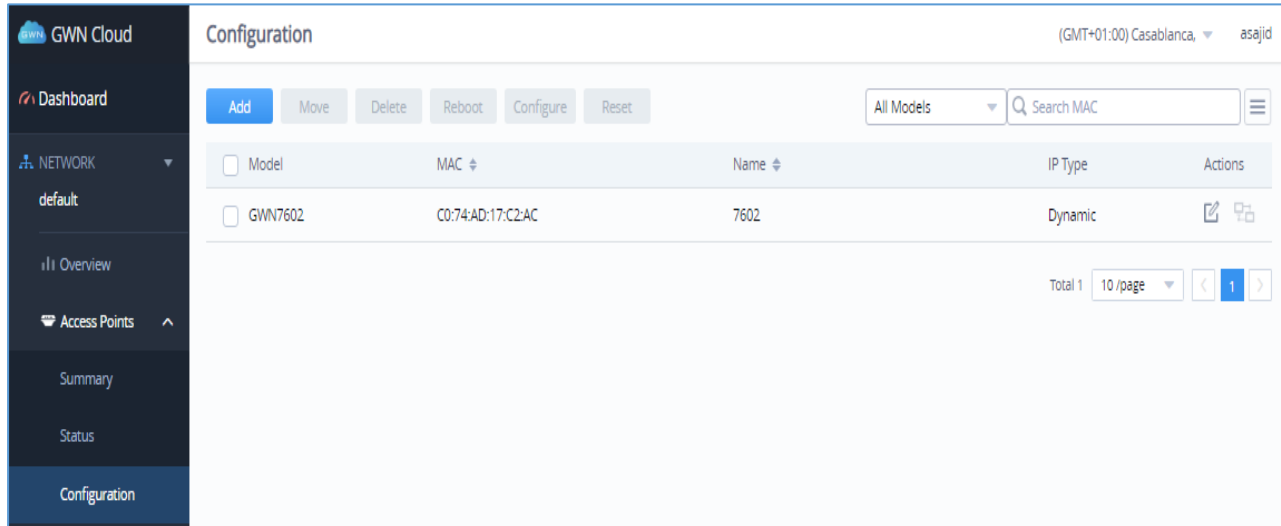 GWN GWN Cloud
Configuration
(GMT+01:00) Casablanca,
asajid
Dashboard
Add
Move
Delete
Reboot
Configure
Reset
All Models
Search MAC
NETWORK
default
Model
MAC
Name
IP Type
Actions
GWN7602
C0:74:AD:17:C2:AC
7602
Dynamic
Overview
Total 1
10 /page
1
Access Points
Summary
Status
Configuration